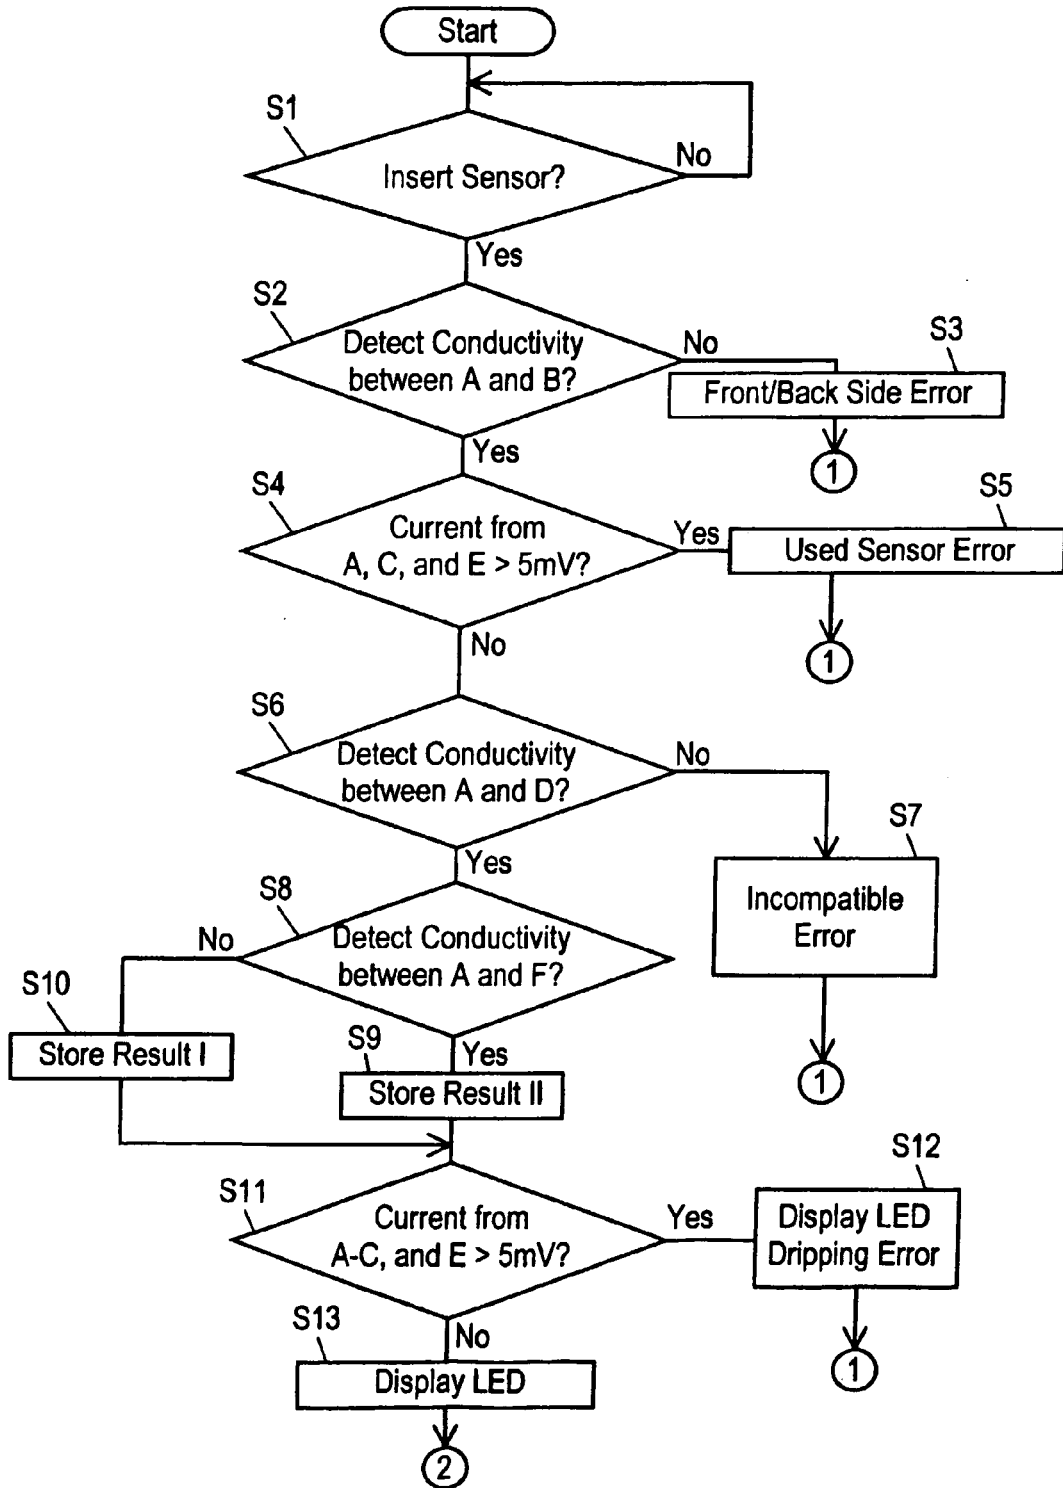 Start
S1
Insert Sensor?
No
Yes
S2
Detect Conductivity
between A and B?
No
S3
Front/Back Side Error
1
Yes
S4
Current from
A, C, and E > 5mV?
Yes
S5
Used Sensor Error
1
No
S6
Detect Conductivity
between A and D?
No
S7
Incompatible
Error
1
Yes
S8
Detect Conductivity
between A and F?
No
S10
Store Result I
Yes
S9
Store Result II
S11
Current from
A-C, and E > 5mV?
Yes
S12
Display LED
Dripping Error
1
No
S13
Display LED
2